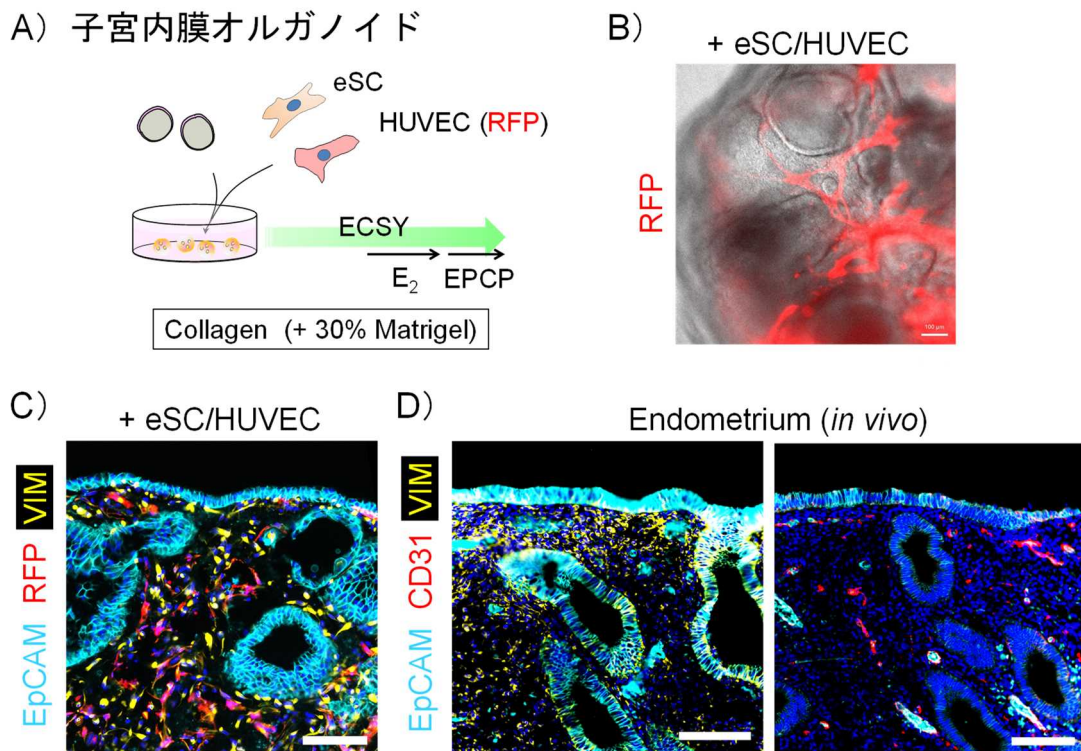 A）子宮内膜オルガノイド
eSC
HUVEC (RFP)
ECSY
E2
EPCP
Collagen (+ 30% Matrigel)
B）
+ eSC/HUVEC
RFP
100 μm
C）
+ eSC/HUVEC
EpCAM RFP VIM
D）
Endometrium (in vivo)
EpCAM CD31 VIM